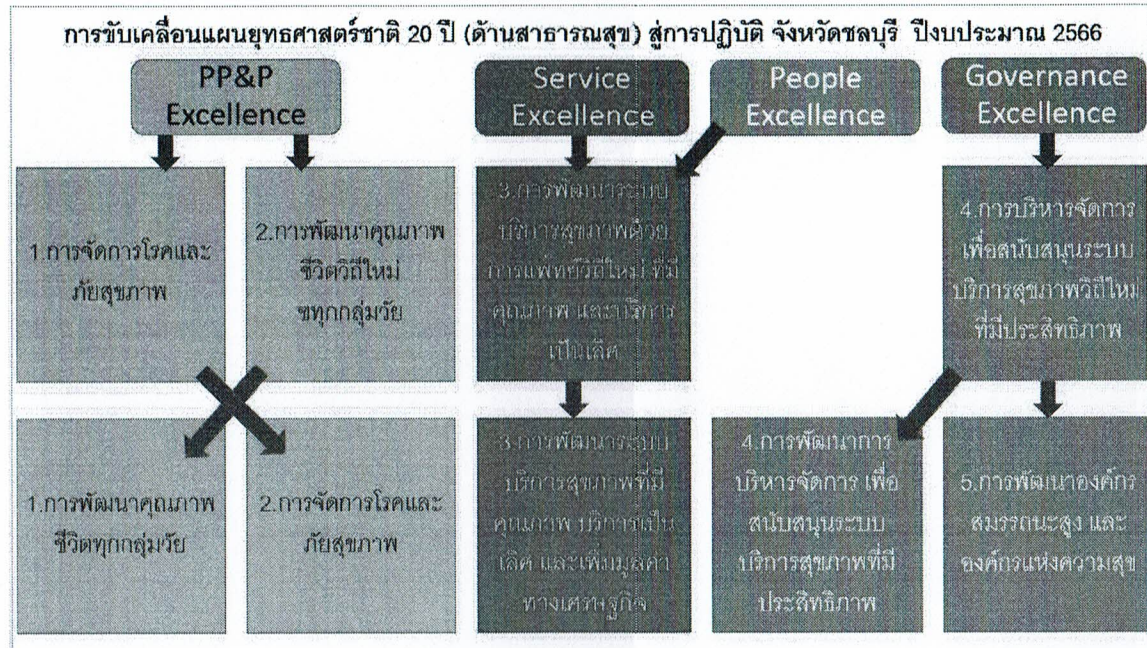 การขับเคลื่อนแผนยุทธศาสตร์ชาติ 20 ปี (ด้านสาธารณสุข) สู่การปฏิบัติ จังหวัดชลบุรี ปีงบประมาณ 2566
PP&P
Excellence
Service
Excellence
People
Excellence
Governance
Excellence
1.การจัดการโรคและ
ภัยสุขภาพ
2.การพัฒนาคุณภาพ
ชีวิตวิถีใหม่
ฃทุกกลุ่มวัย
3.การพัฒนาระบบ
บริการสุขภาพด้วย
การแพทย์วิถีใหม่ ที่มี
คุณภาพ และบริการ
เป็นเลิศ
4.การบริหารจัดการ
เพื่อสนับสนุนระบบ
บริการสุขภาพวิถีใหม่
ที่มีประสิทธิภาพ
1.การพัฒนาคุณภาพ
ชีวิตทุกกลุ่มวัย
2.การจัดการโรคและ
ภัยสุขภาพ
3.การพัฒนาระบบ
บริการสุขภาพที่มี
คุณภาพ บริการเป็น
เลิศ และเพิ่มมูลค่า
ทางเศรษฐกิจ
4.การพัฒนาการ
บริหารจัดการ เพื่อ
สนับสนุนระบบ
บริการสุขภาพที่มี
ประสิทธิภาพ
5.การพัฒนาองค์กร
สมรรถนะสูง และ
องค์กรแห่งความสุข